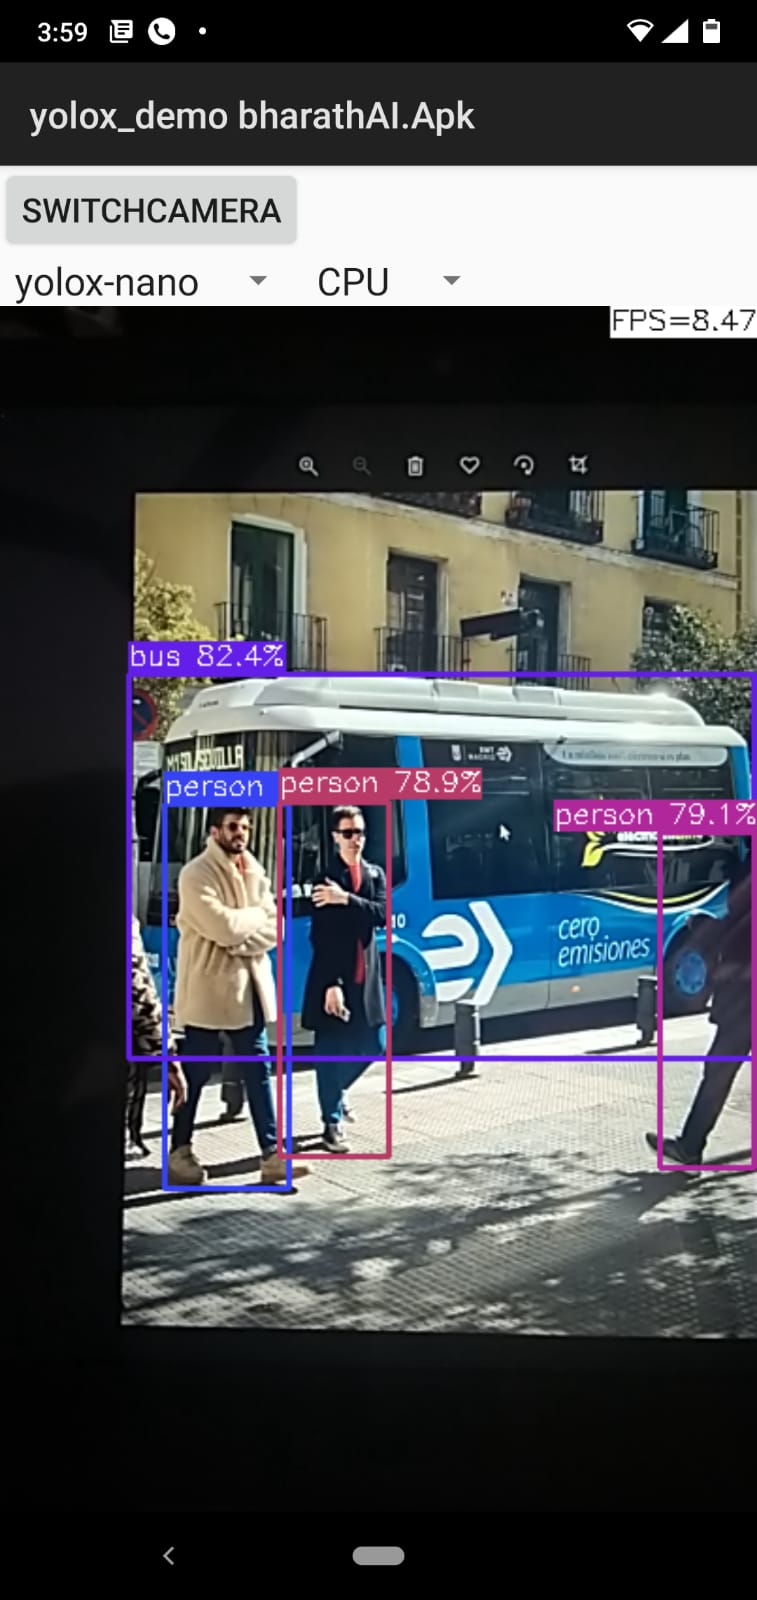 3:59
yolox_demo bharathAI.Apk
SWITCHCAMERA
yolox-nano CPU
FPS=8.47
bus 82.4%
person
person 78.9%
person 79.1%
10
cero
emisiones